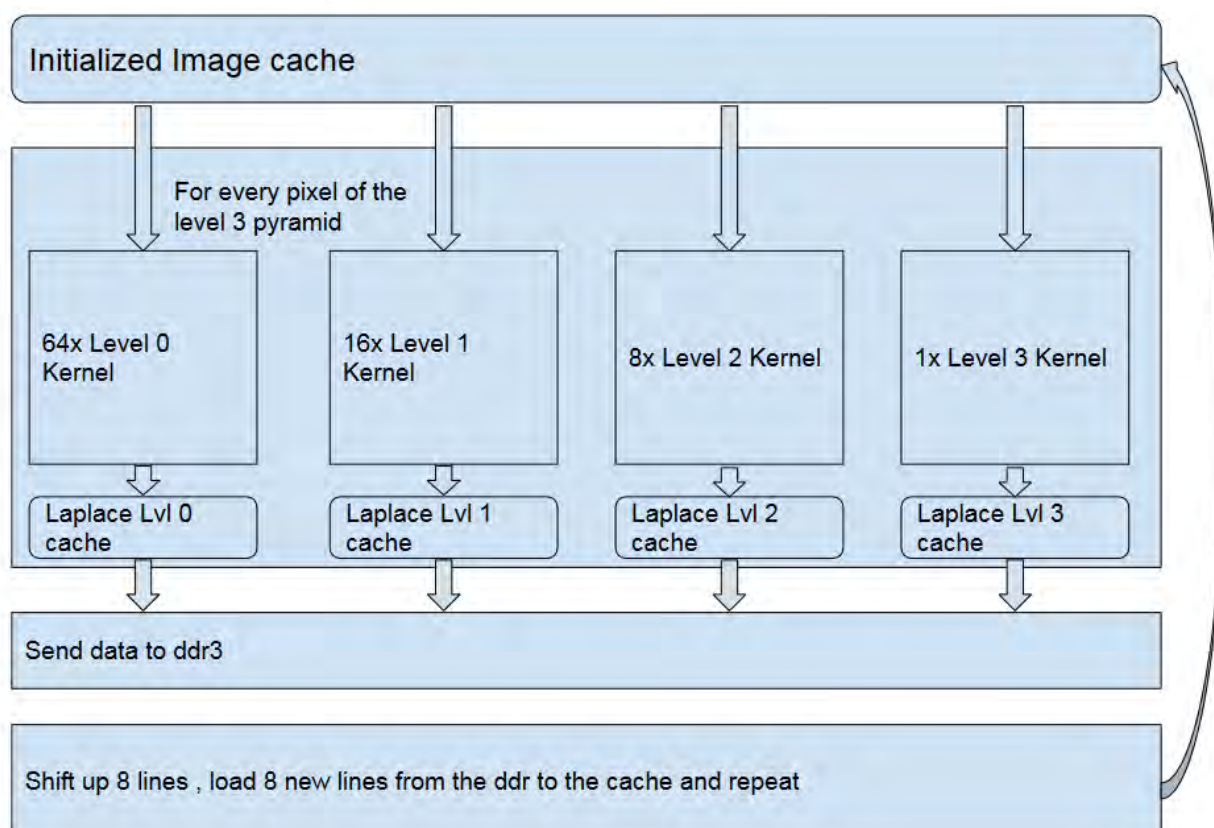 Initialized Image cache
For every pixel of the
level 3 pyramid
64x Level 0
Kernel
16x Level 1
Kernel
8x Level 2 Kernel
1x Level 3 Kernel
Laplace Lvl 0
cache
Laplace Lvl 1
cache
Laplace Lvl 2
cache
Laplace Lvl 3
cache
Send data to ddr3
Shift up 8 lines , load 8 new lines from the ddr to the cache and repeat